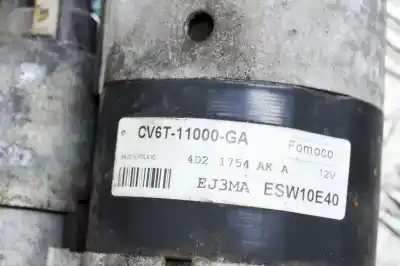 CV6T-11000-GA Fomoco
MADE IN POLAND 4D2 1754 AK A 12V
EJ3MA ESW10E40